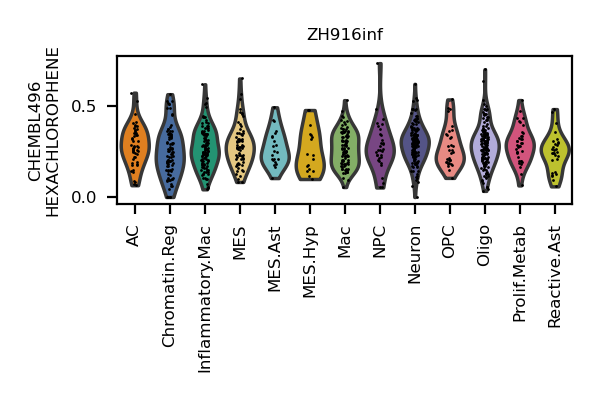 ZH916inf
CHEMBL496
HEXACHLOROPHENE
0.5
0.0
AC
Chromatin.Reg
Inflammatory.Mac
MES
MES.Ast
MES.Hyp
Mac
NPC
Neuron
OPC
Oligo
Prolif.Metab
Reactive.Ast